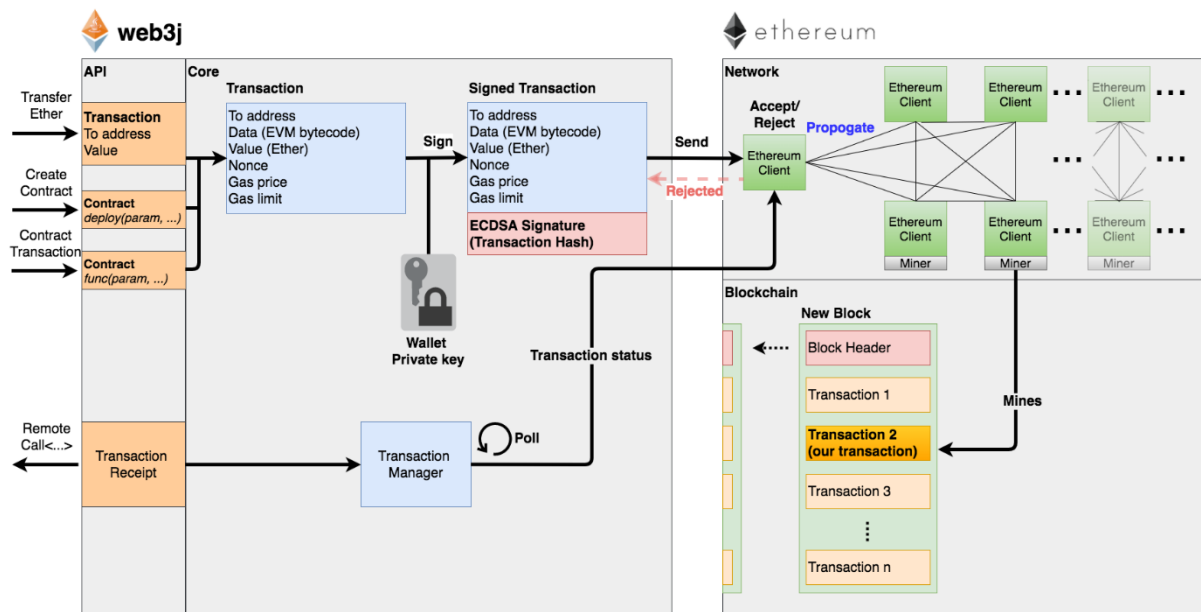 web3j
ethereum
API
Core
Network
Transfer
Ether
Transaction
To address
Value
Create
Contract
Contract
deploy(param, ...)
Contract
Transaction
Contract
func(param, ...)
Transaction
To address
Data (EVM bytecode)
Value (Ether)
Nonce
Gas price
Gas limit
Sign
Wallet
Private key
Signed Transaction
To address
Data (EVM bytecode)
Value (Ether)
Nonce
Gas price
Gas limit
ECDSA Signature
(Transaction Hash)
Send
Rejected
Accept/
Reject
Ethereum
Client
Propogate
Ethereum
Client
Ethereum
Client
Ethereum
Client
Ethereum
Client
Miner
Ethereum
Client
Miner
Ethereum
Client
Miner
Blockchain
New Block
Block Header
Transaction 1
Transaction 2
(our transaction)
Transaction 3
Transaction n
Mines
Transaction status
Remote
Call<...>
Transaction
Receipt
Transaction
Manager
Poll